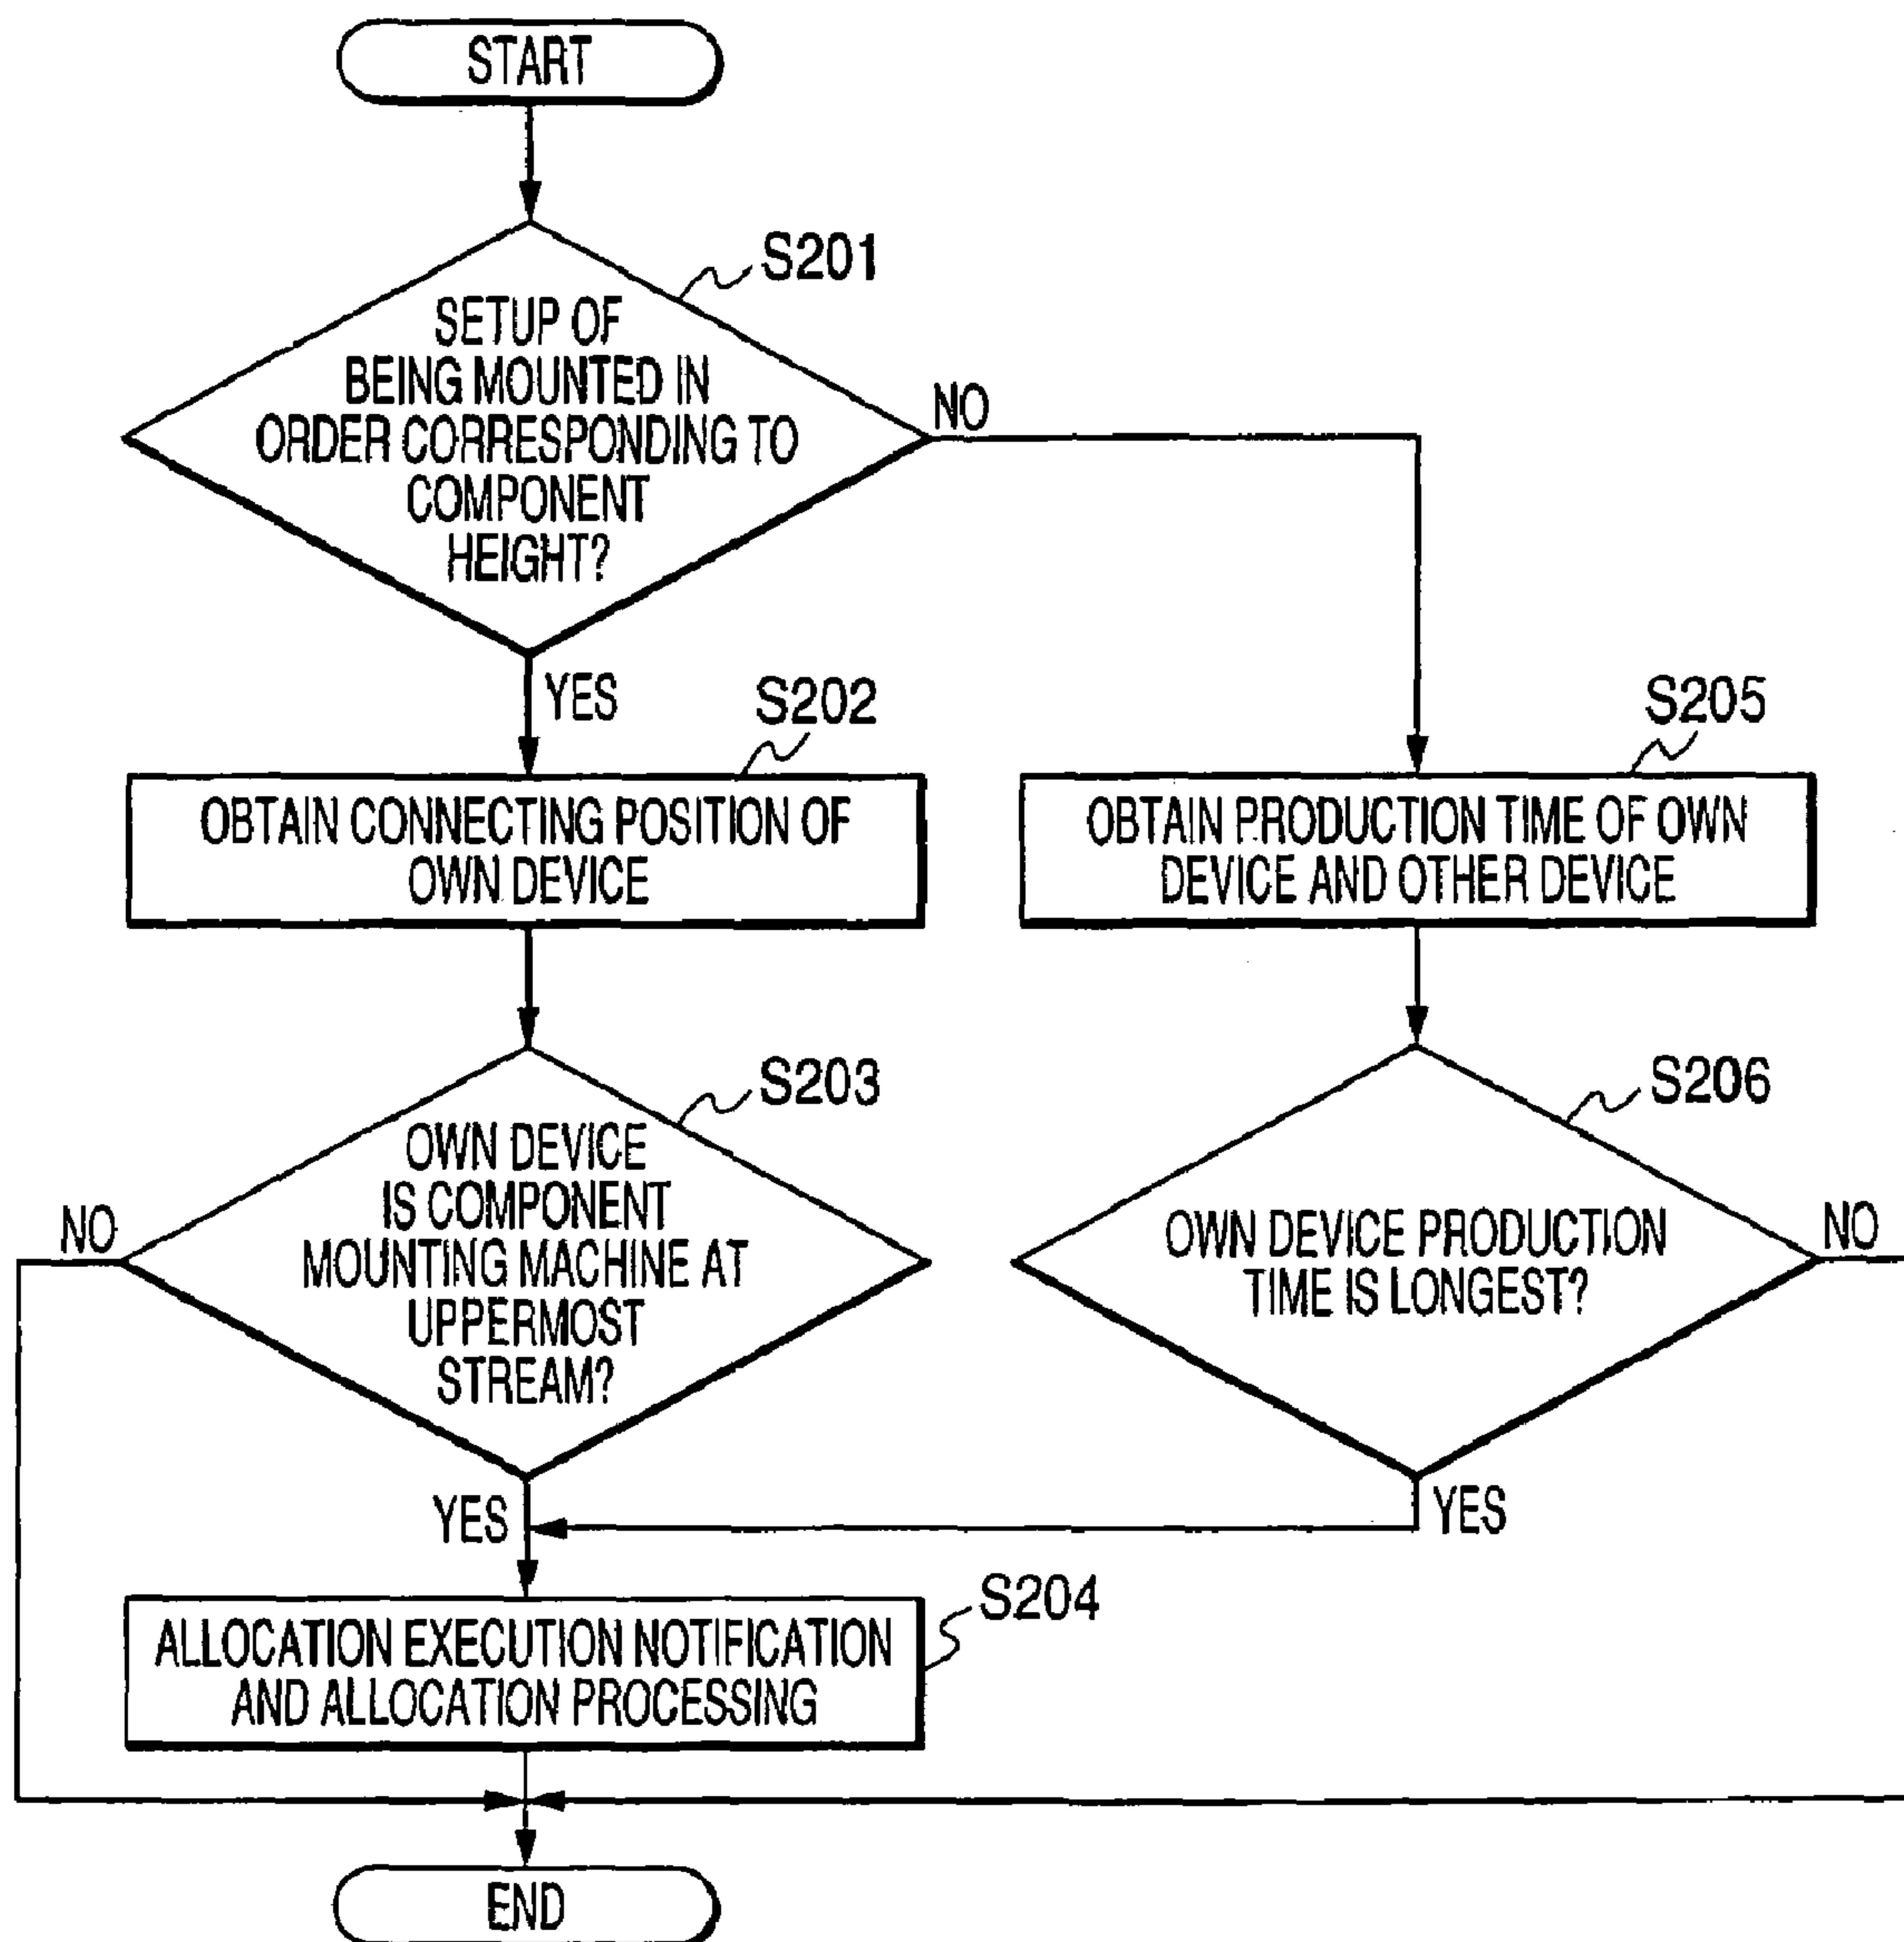 START
S201
SETUP OF
BEING MOUNTED IN
ORDER CORRESPONDING TO
COMPONENT
HEIGHT?
NO
YES
S202
OBTAIN CONNECTING POSITION OF
OWN DEVICE
S205
OBTAIN PRODUCTION TIME OF OWN
DEVICE AND OTHER DEVICE
S203
OWN DEVICE
IS COMPONENT
MOUNTING MACHINE AT
UPPERMOST
STREAM?
NO
YES
S206
OWN DEVICE PRODUCTION
TIME IS LONGEST?
NO
YES
S204
ALLOCATION EXECUTION NOTIFICATION
AND ALLOCATION PROCESSING
END